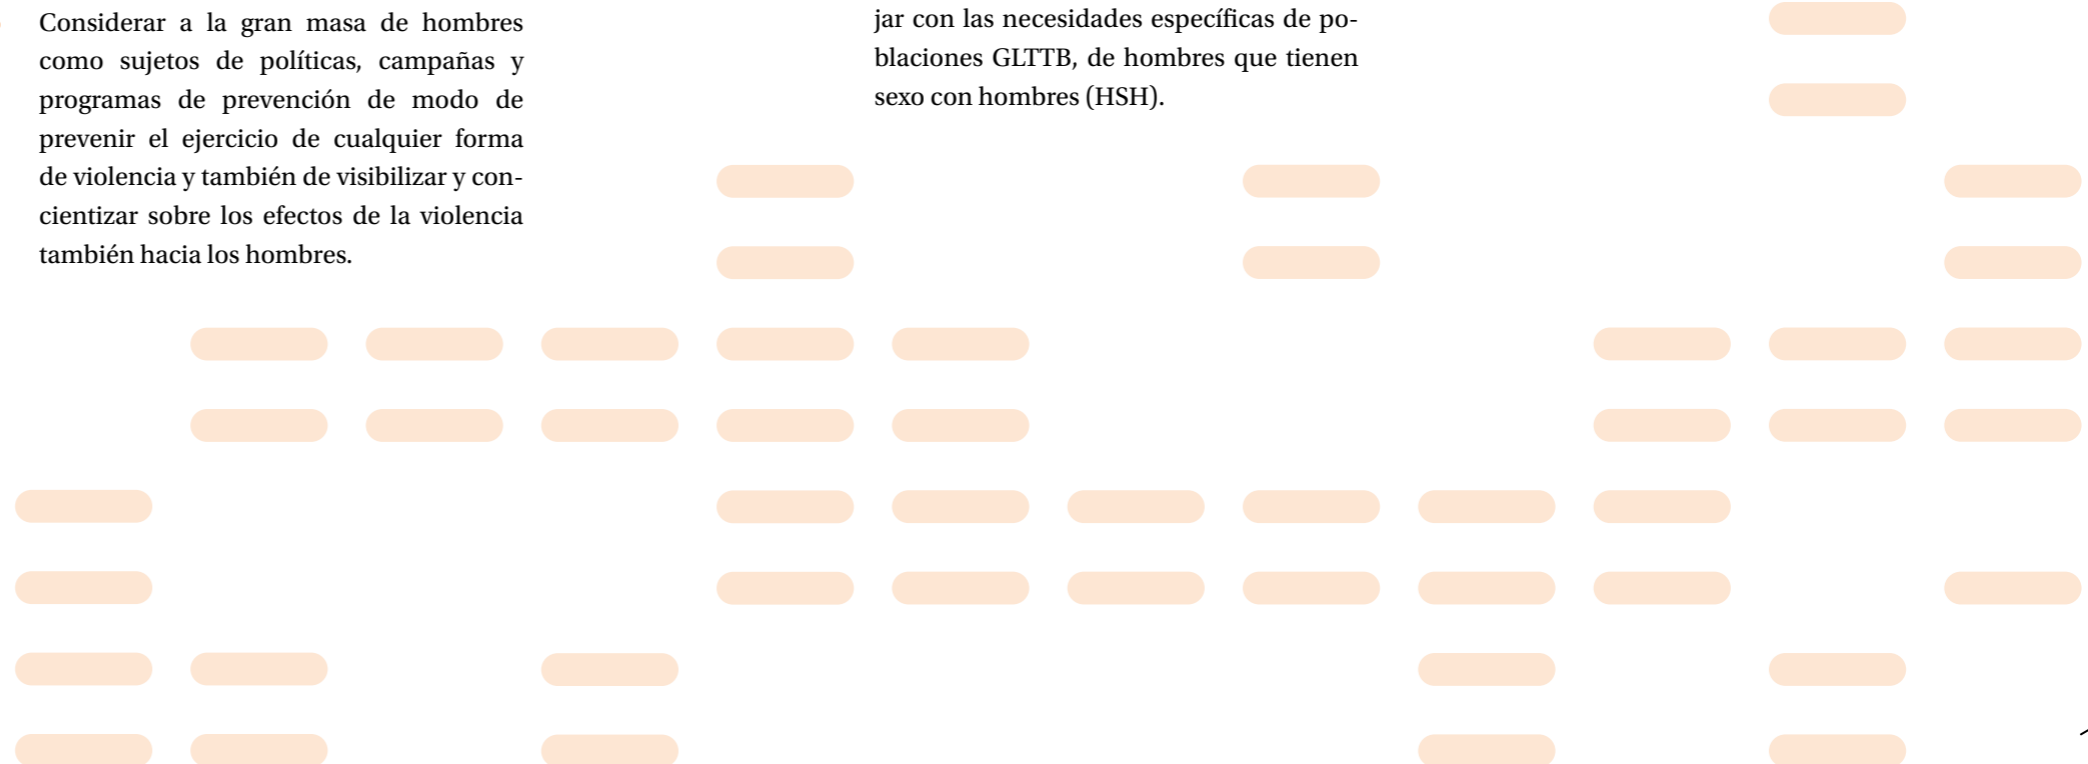 Considerar a la gran masa de hombres
como sujetos de políticas, campañas y
programas de prevención de modo de
prevenir el ejercicio de cualquier forma
de violencia y también de visibilizar y con-
cientizar sobre los efectos de la violencia
también hacia los hombres.
jar con las necesidades específicas de po-
blaciones GLTTB, de hombres que tienen
sexo con hombres (HSH).